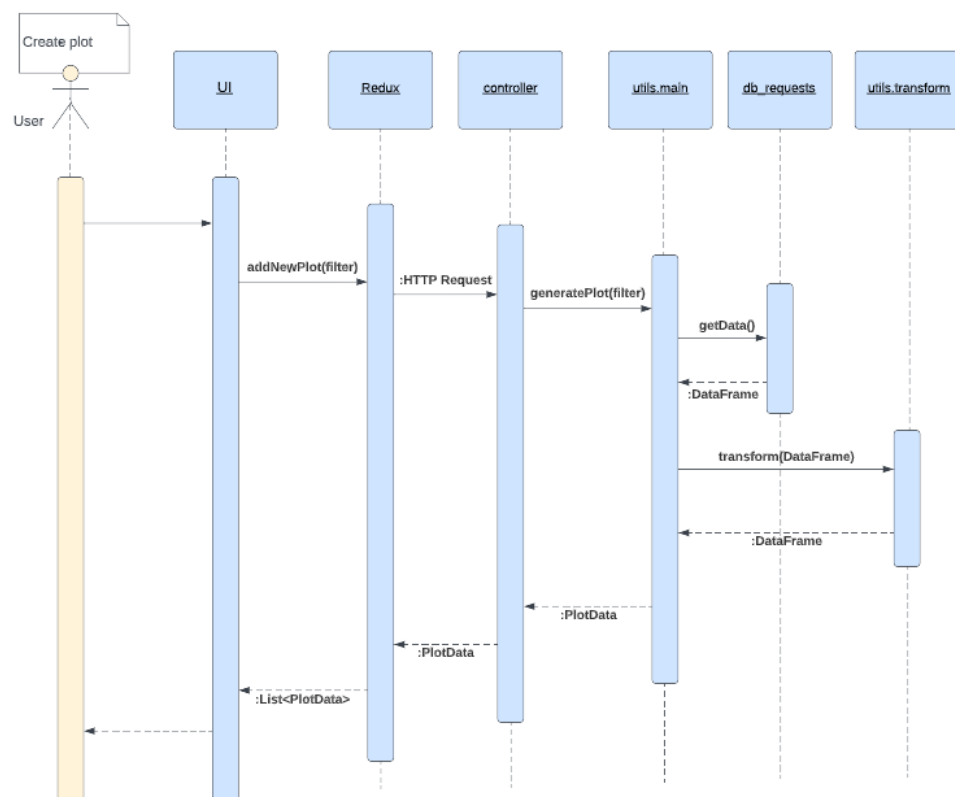 Create plot
User
UI
Redux
controller
utils.main
db_requests
utils.transform
addNewPlot(filter)
:HTTP Request
generatePlot(filter)
getData()
:DataFrame
transform(DataFrame)
:DataFrame
:PlotData
:PlotData
:List<PlotData>